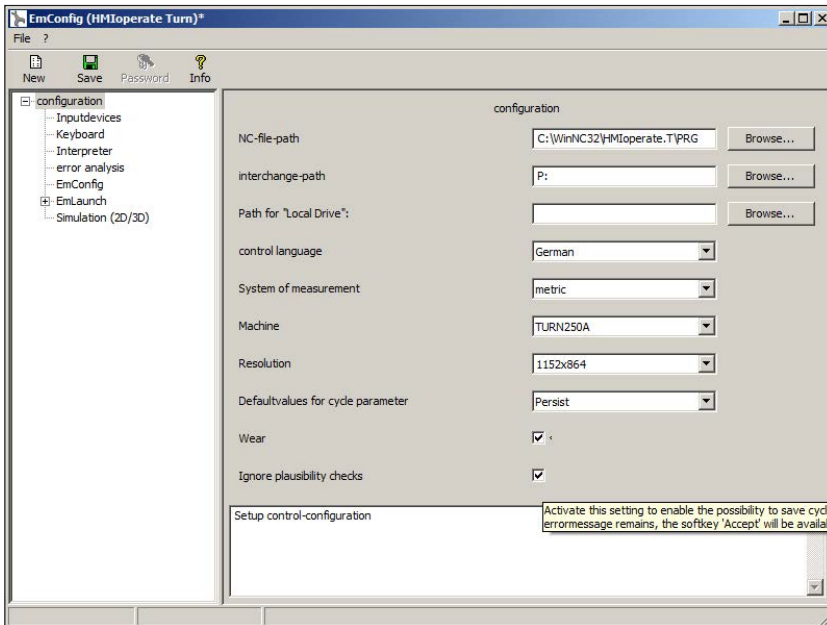 EmConfig (HMIoperate Turn)*
File ?
New Save Password Info
configuration
Inputdevices
Keyboard
Interpreter
error analysis
EmConfig
EmLaunch
Simulation (2D/3D)
configuration
NC-file-path C:\WinNC32\HMIoperate.T\PRG Browse...
interchange-path P: Browse...
Path for "Local Drive": Browse...
control language German
System of measurement metric
Machine TURN250A
Resolution 1152x864
Defaultvalues for cycle parameter Persist
Wear
Ignore plausibility checks
Setup control-configuration
Activate this setting to enable the possibility to save cycl
errormessage remains, the softkey 'Accept' will be availa